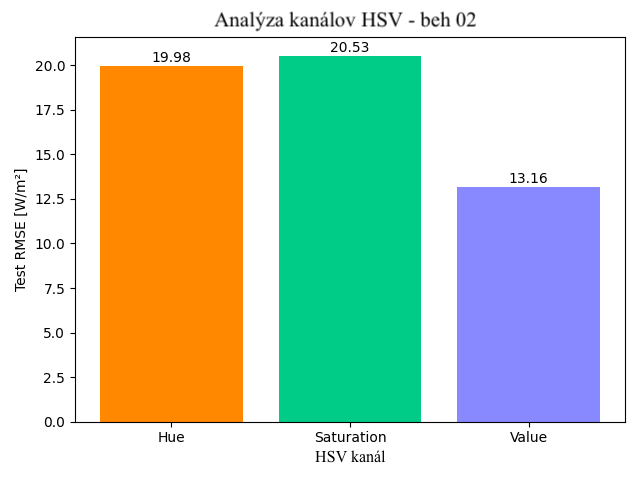 Analýza kanálov HSV - beh 02
19.98
20.53
13.16
Test RMSE [W/m²]
20.0
17.5
15.0
12.5
10.0
7.5
5.0
2.5
0.0
Hue
Saturation
Value
HSV kanál